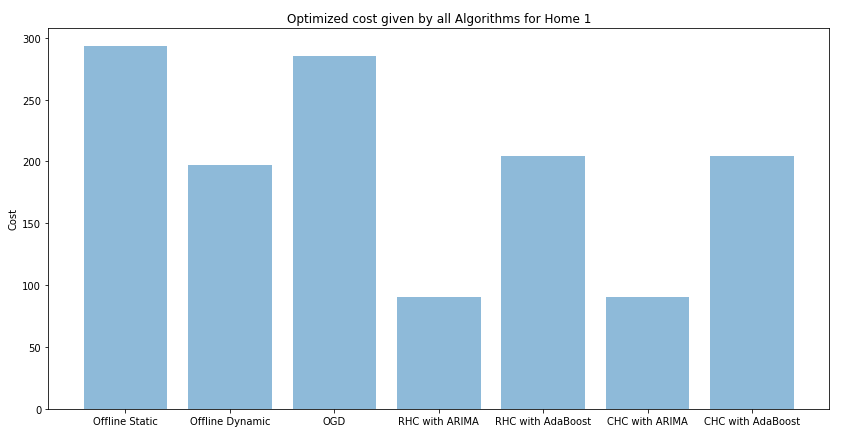 Optimized cost given by all Algorithms for Home 1
300
250
200
150
100
50
0
Cost
Offline Static Offline Dynamic OGD RHC with ARIMA RHC with AdaBoost CHC with ARIMA CHC with AdaBoost